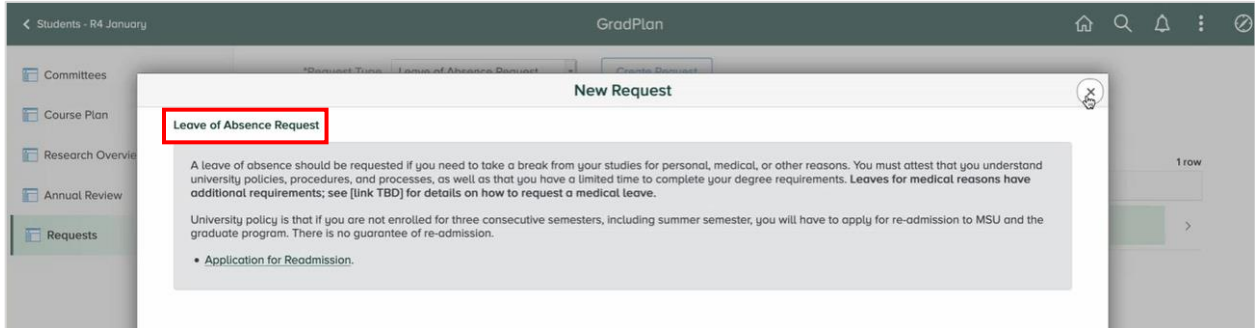 Students - R4 January
GradPlan
Committees
*Request Type Leave of Absence Request Create Request
New Request
Course Plan
Leave of Absence Request
Research Overvie
A leave of absence should be requested if you need to take a break from your studies for personal, medical, or other reasons. You must attest that you understand
university policies, procedures, and processes, as well as that you have a limited time to complete your degree requirements. Leaves for medical reasons have
additional requirements; see [link TBD] for details on how to request a medical leave.
1 row
Annual Review
University policy is that if you are not enrolled for three consecutive semesters, including summer semester, you will have to apply for re-admission to MSU and the
graduate program. There is no guarantee of re-admission.
Requests
• Application for Readmission.